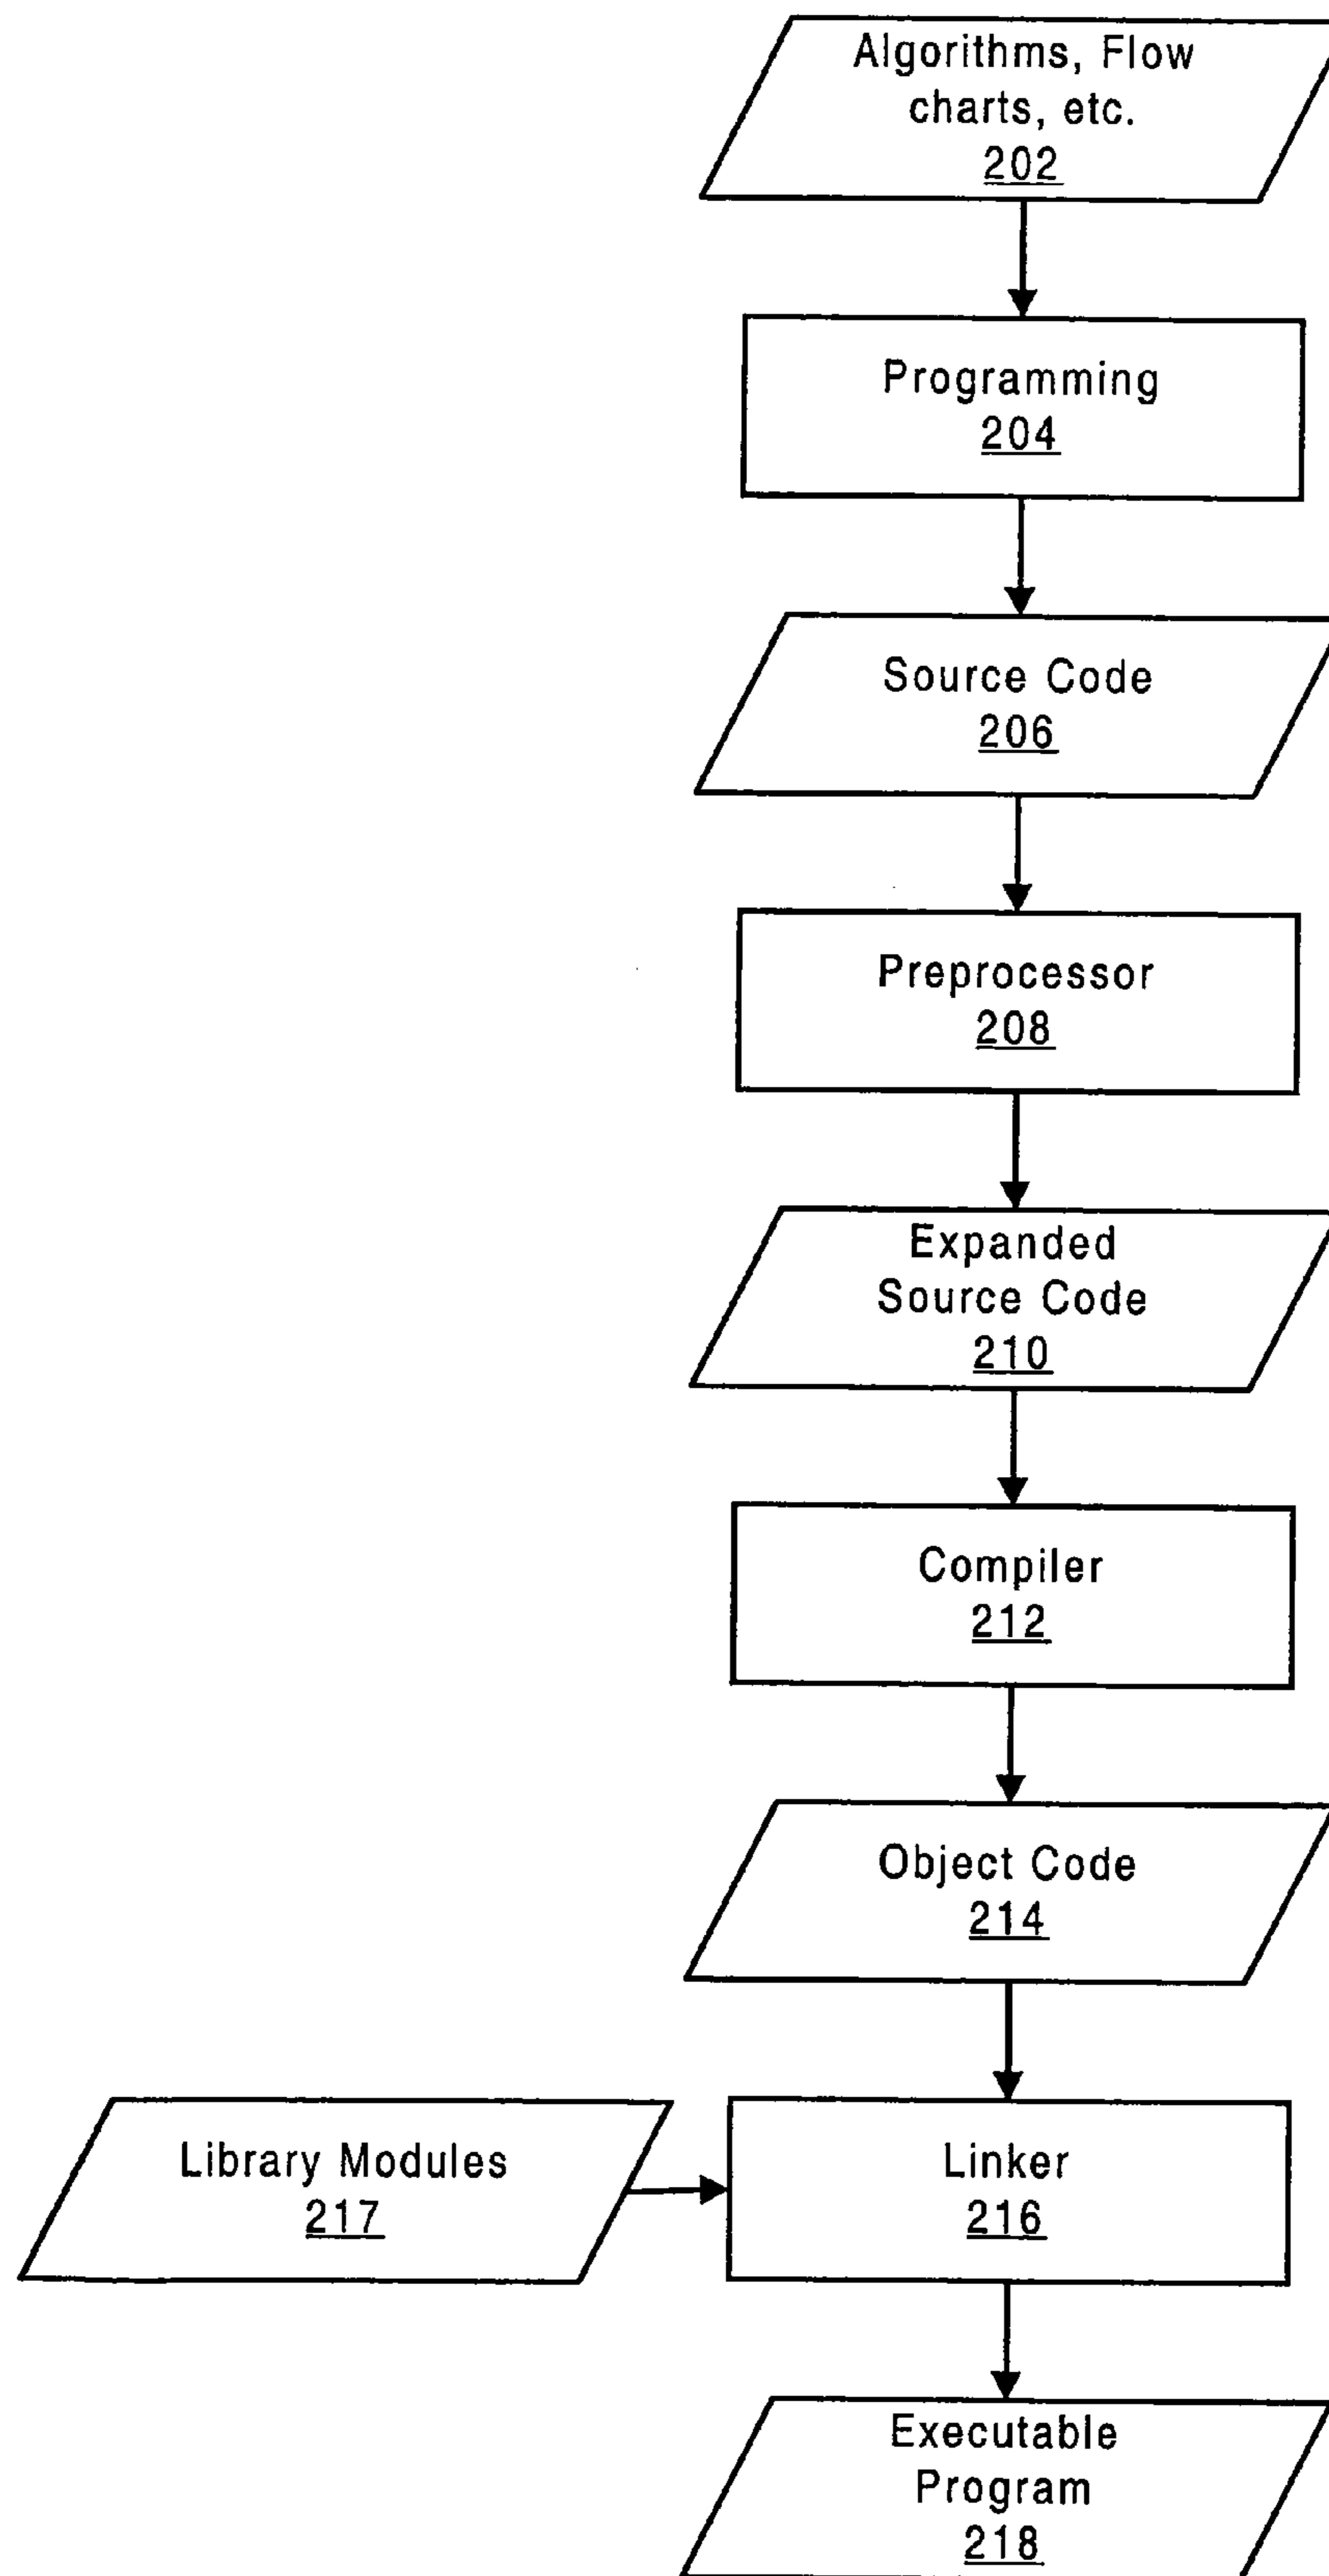 Algorithms, Flow
charts, etc.
202
Programming
204
Source Code
206
Preprocessor
208
Expanded
Source Code
210
Compiler
212
Object Code
214
Library Modules
217
Linker
216
Executable
Program
218